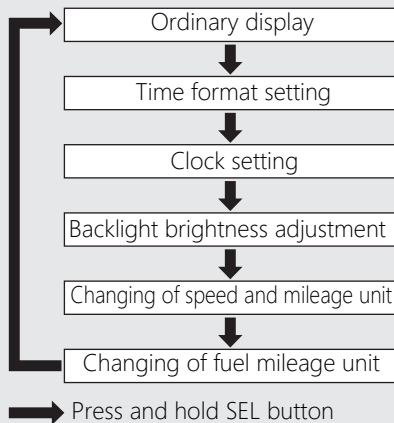 Ordinary display
Time format setting
Clock setting
Backlight brightness adjustment
Changing of speed and mileage unit
Changing of fuel mileage unit
Press and hold SEL button